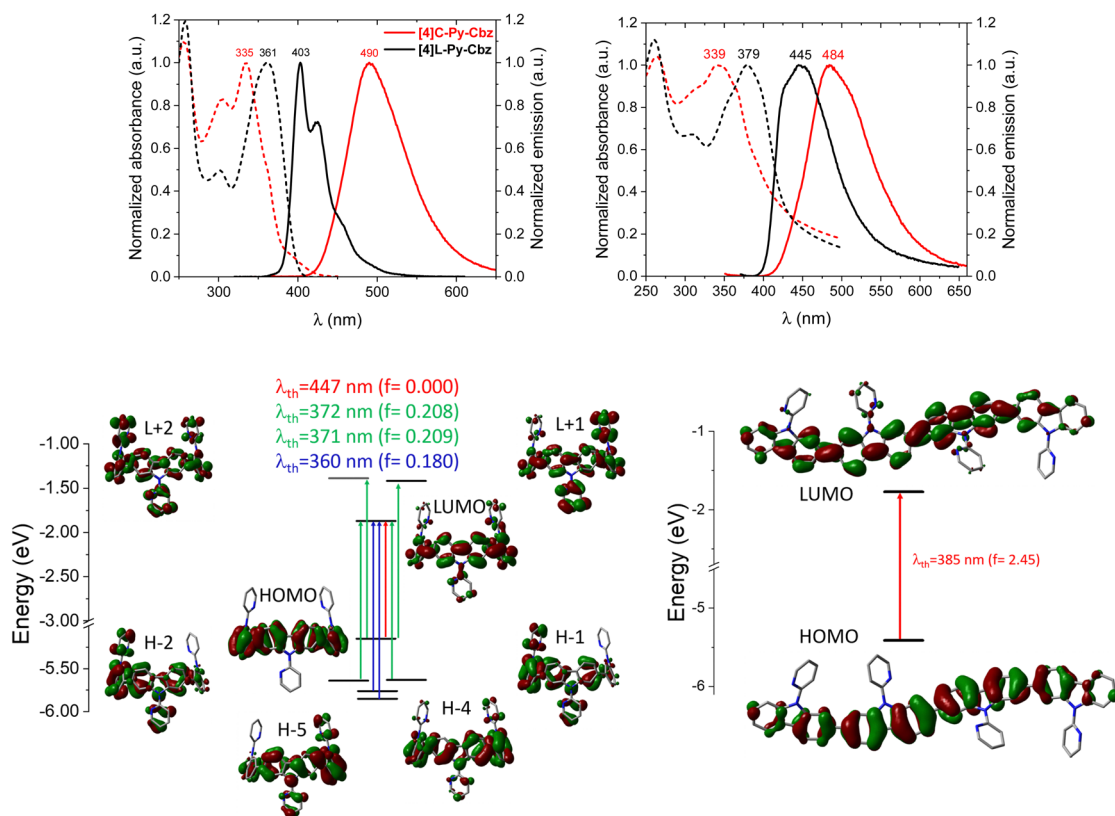 335 361 403 490
[4]C-Py-Cbz
[4]L-Py-Cbz
Normalized absorbance (a.u.)
1.2
1.0
0.8
0.6
0.4
0.2
0.0
1.2
1.0
0.8
0.6
0.4
0.2
0.0
Normalized emission (a.u.)
300 400 500 600
λ (nm)
339 379 445 484
Normalized absorbance (a.u.)
1.2
1.0
0.8
0.6
0.4
0.2
0.0
1.2
1.0
0.8
0.6
0.4
0.2
0.0
Normalized emission (a.u.)
250 300 350 400 450 500 550 600 650
λ (nm)
λth=447 nm (f= 0.000)
λth=372 nm (f= 0.208)
λth=371 nm (f= 0.209)
λth=360 nm (f= 0.180)
Energy (eV)
-1.00
-1.50
-2.00
-2.50
-3.00
-5.50
-6.00
L+2
L+1
LUMO
HOMO
H-2
H-1
H-5
H-4
Energy (eV)
-1
-2
-5
-6
LUMO
λth=385 nm (f= 2.45)
HOMO